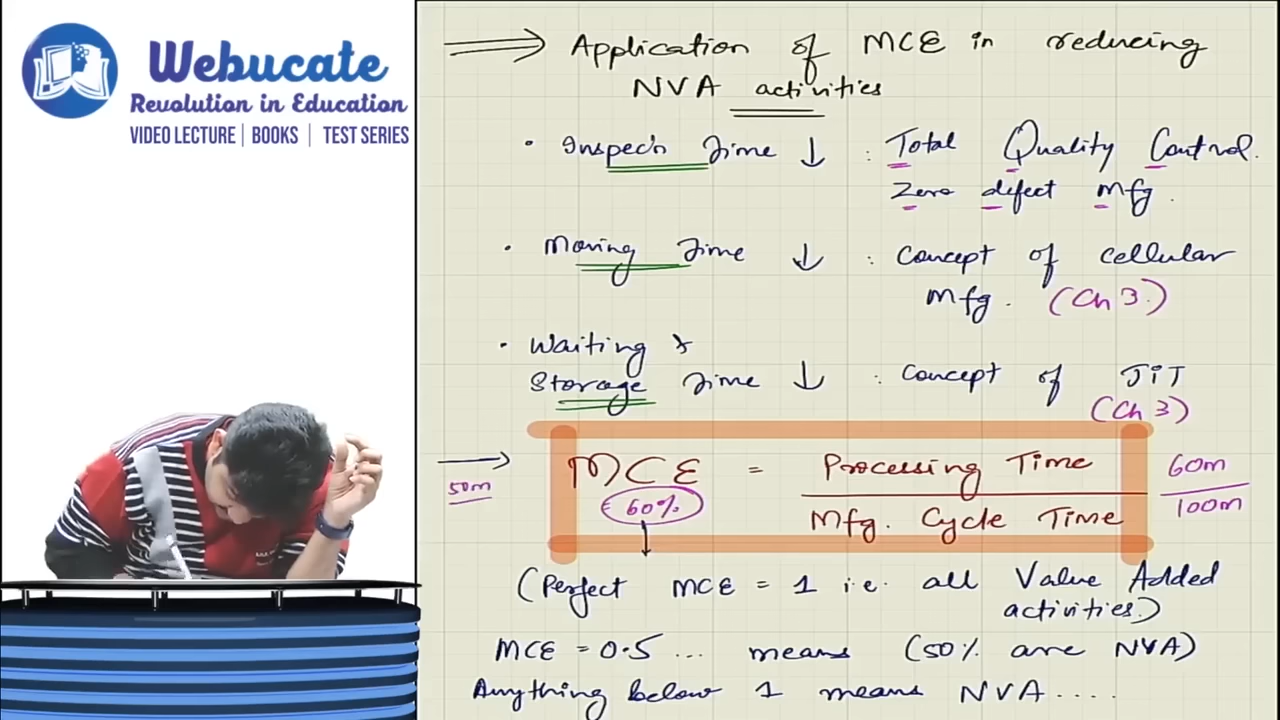 Webucate
Revolution in Education
VIDEO LECTURE | BOOKS | TEST SERIES
⟹ Application of MCE in reducing
NVA activities
• Inspecn Time ↓ : Total Quality Control.
Zero defect Mfg.
• Moving Time ↓ : Concept of cellular
Mfg. (Ch 3.)
• Waiting &
Storage Time ↓ : Concept of JIT
(Ch 3)
→ MCE = Processing Time 60m
50m 60% Mfg. Cycle Time 100m
(Perfect MCE = 1 i.e. all Value Added
activities)
MCE = 0.5 ... means (50% are NVA)
Anything below 1 means NVA ....